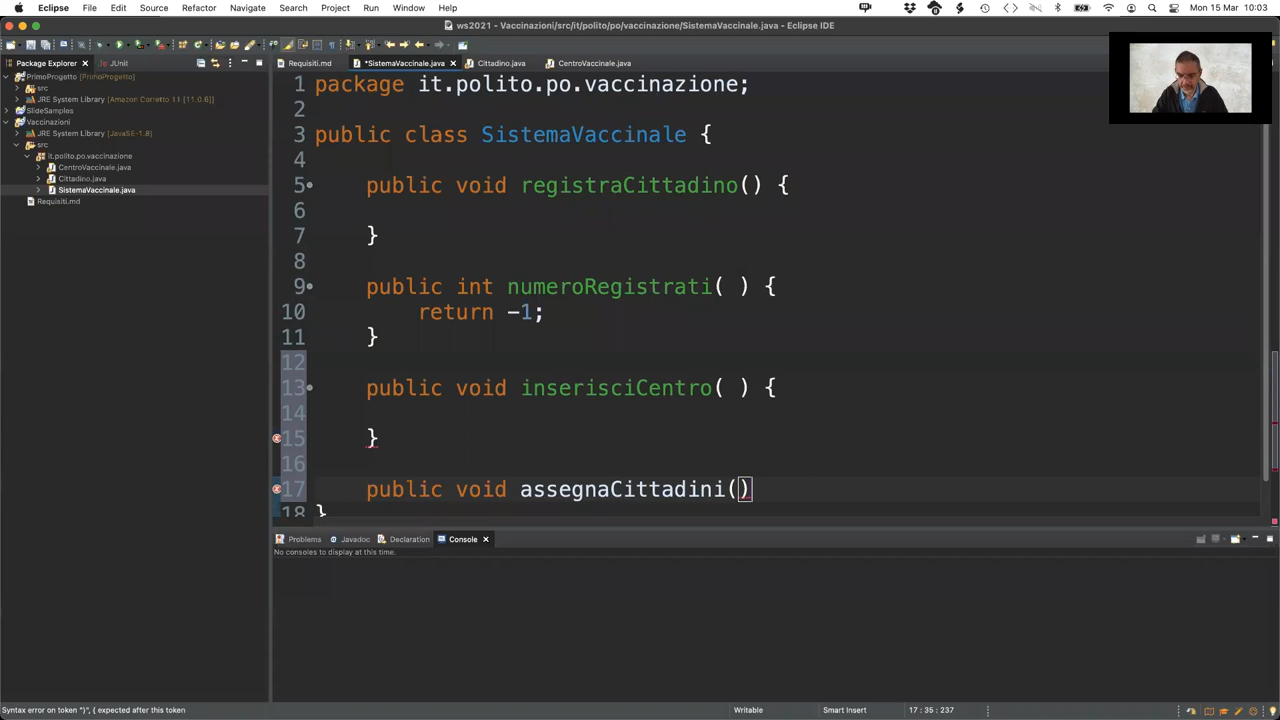 Eclipse File Edit Source Refactor Navigate Search Project Run Window Help Mon 15 Mar 10:03
ws2021 - Vaccinazioni/src/it/polito/po/vaccinazione/SistemaVaccinale.java - Eclipse IDE
Package Explorer JUnit
PrimoProgetto [PrimoProgetto]
src
JRE System Library [Amazon Corretto 11 [11.0.6]]
SlideSamples
Vaccinazioni
JRE System Library [JavaSE-1.8]
src
it.polito.po.vaccinazione
CentroVaccinale.java
Cittadino.java
SistemaVaccinale.java
Requisiti.md
Requisiti.md *SistemaVaccinale.java Cittadino.java CentroVaccinale.java
1 package it.polito.po.vaccinazione;
2
3 public class SistemaVaccinale {
4
5 public void registraCittadino() {
6
7 }
8
9 public int numeroRegistrati( ) {
10 return -1;
11 }
12
13 public void inserisciCentro( ) {
14
15 }
16
17 public void assegnaCittadini()
18 }
Problems Javadoc Declaration Console
No consoles to display at this time.
Syntax error on token ")", { expected after this token Writable Smart Insert 17 : 35 : 237